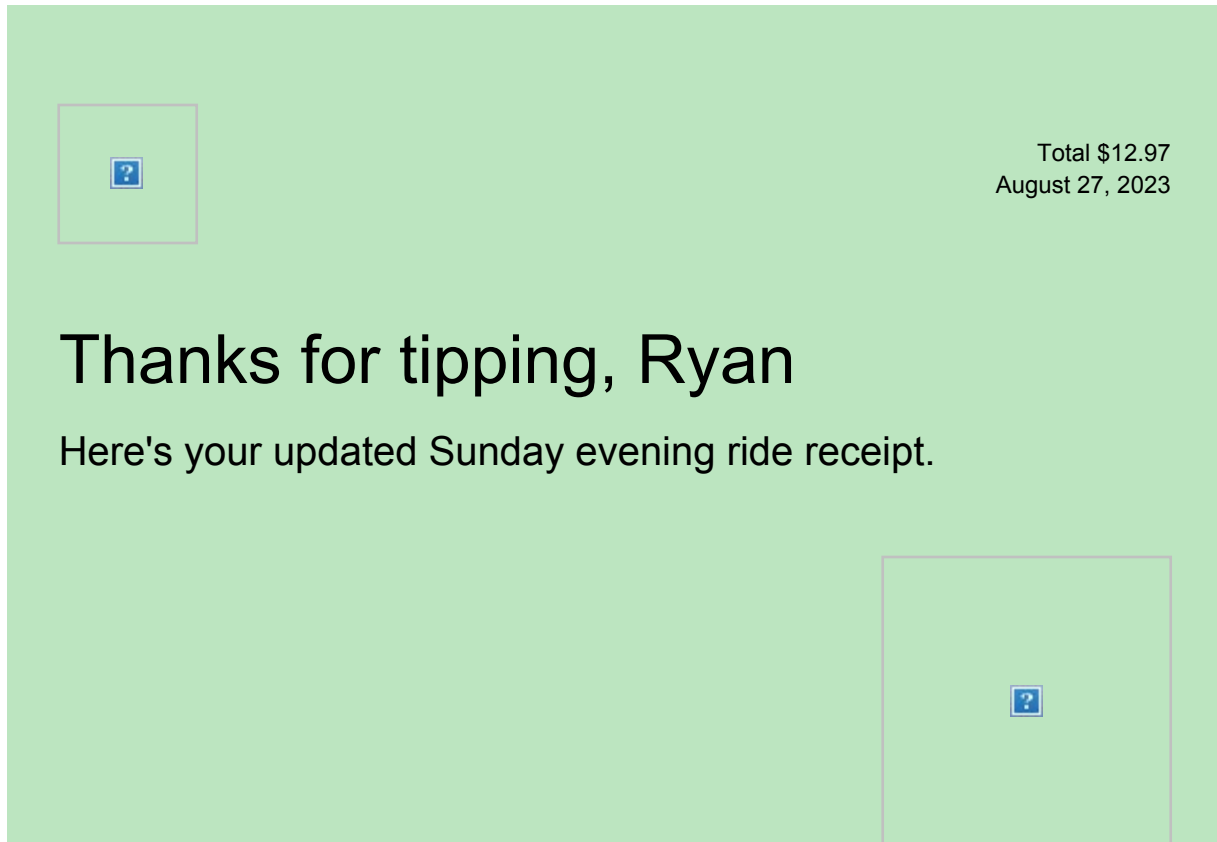 Total $12.97
August 27, 2023
Thanks for tipping, Ryan
Here's your updated Sunday evening ride receipt.